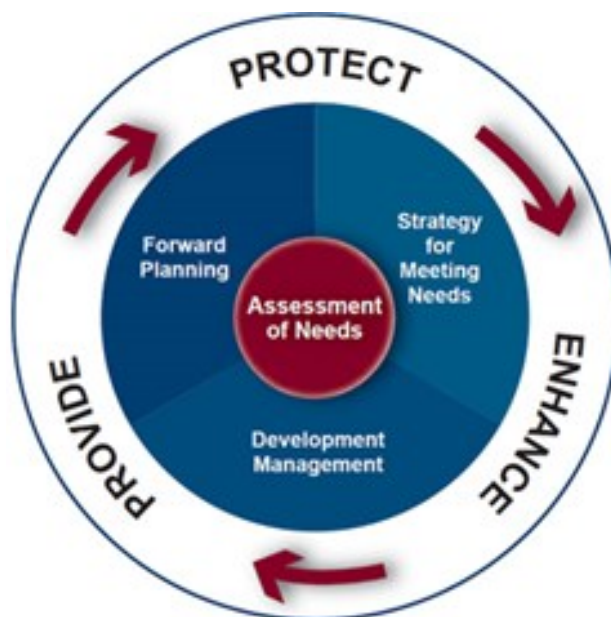 PROTECT
Forward
Planning
Strategy
for
Meeting
Needs
Assessment
of Needs
Development
Management
ENHANCE
PROVIDE